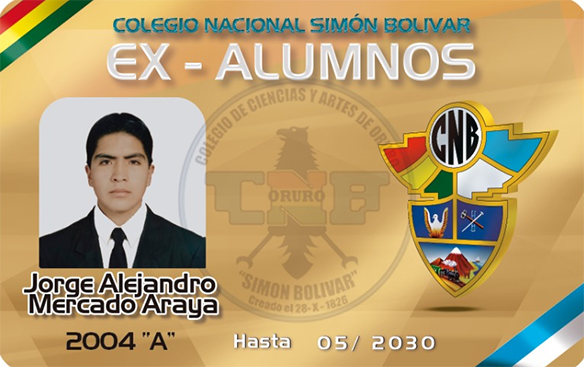 COLEGIO NACIONAL SIMÓN BOLIVAR
EX - ALUMNOS
COLEGIO DE CIENCIAS Y ARTES DE ORURO
CNB
CNB
ORURO
"SIMON BOLIVAR"
Creado el 28-X-1826
Jorge Alejandro
Mercado Araya
2004 "A"
Hasta 05/ 2030